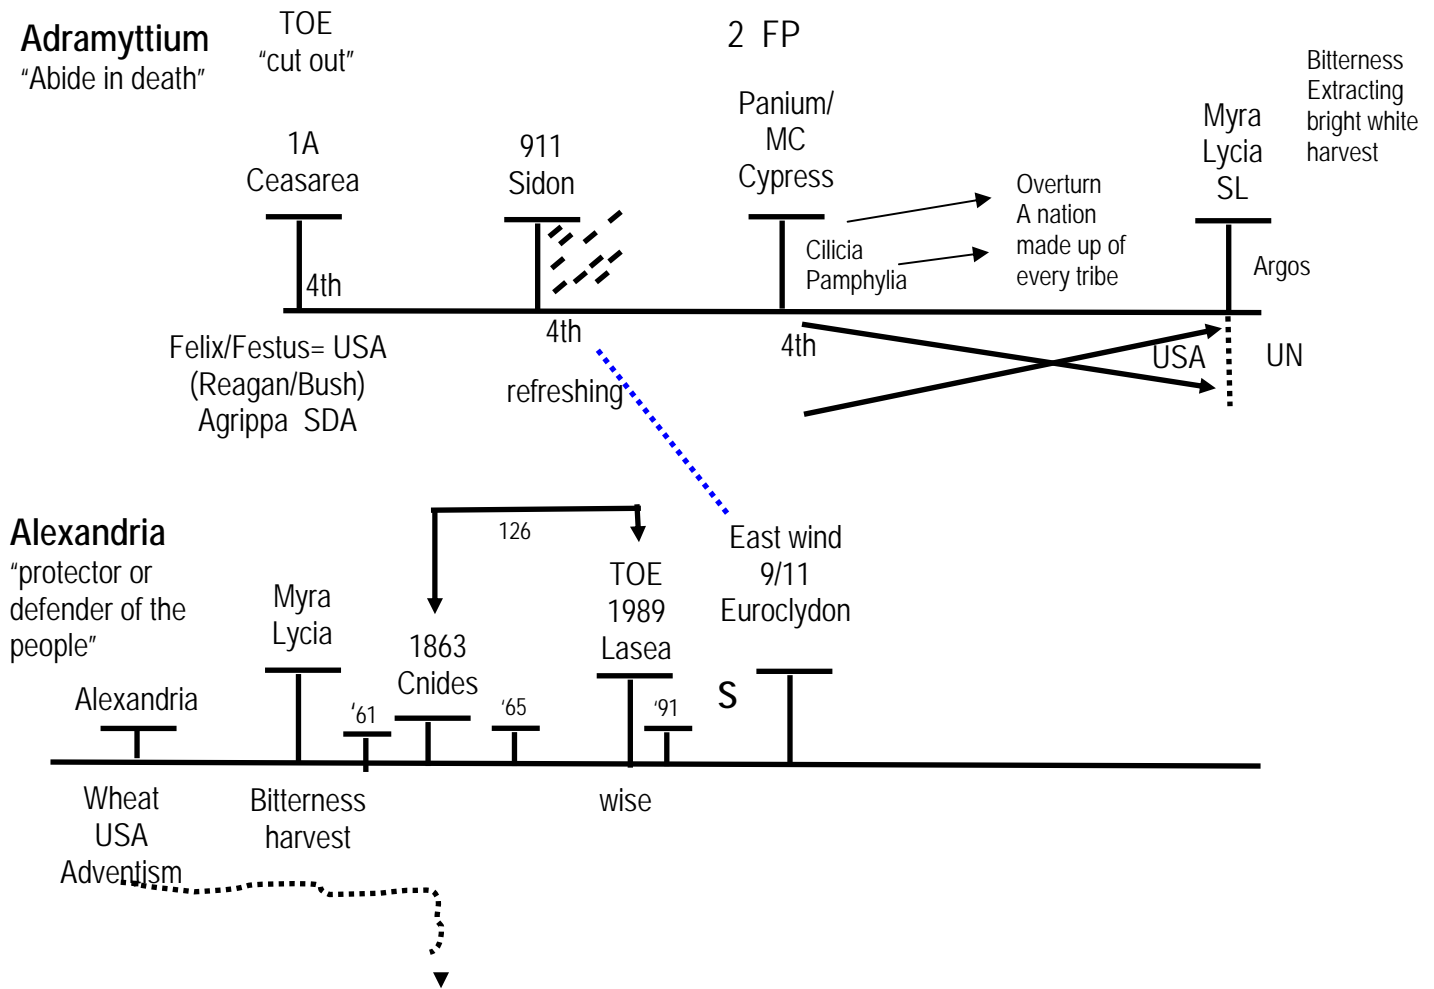 Adramyttium
“Abide in death”
TOE
“cut out”
2 FP
Bitterness
Extracting
bright white
harvest
1A
Ceasarea
911
Sidon
Panium/
MC
Cypress
Myra
Lycia
SL
Overturn
A nation
made up of
every tribe
Cilicia
Pamphylia
Argos
4th
4th
4th
Felix/Festus= USA
(Reagan/Bush)
Agrippa SDA
refreshing
USA
UN
Alexandria
“protector or
defender of the
people”
126
East wind
9/11
Euroclydon
TOE
1989
Lasea
Myra
Lycia
1863
Cnides
Alexandria
‘61
‘65
‘91
S
Wheat
USA
Adventism
Bitterness
harvest
wise